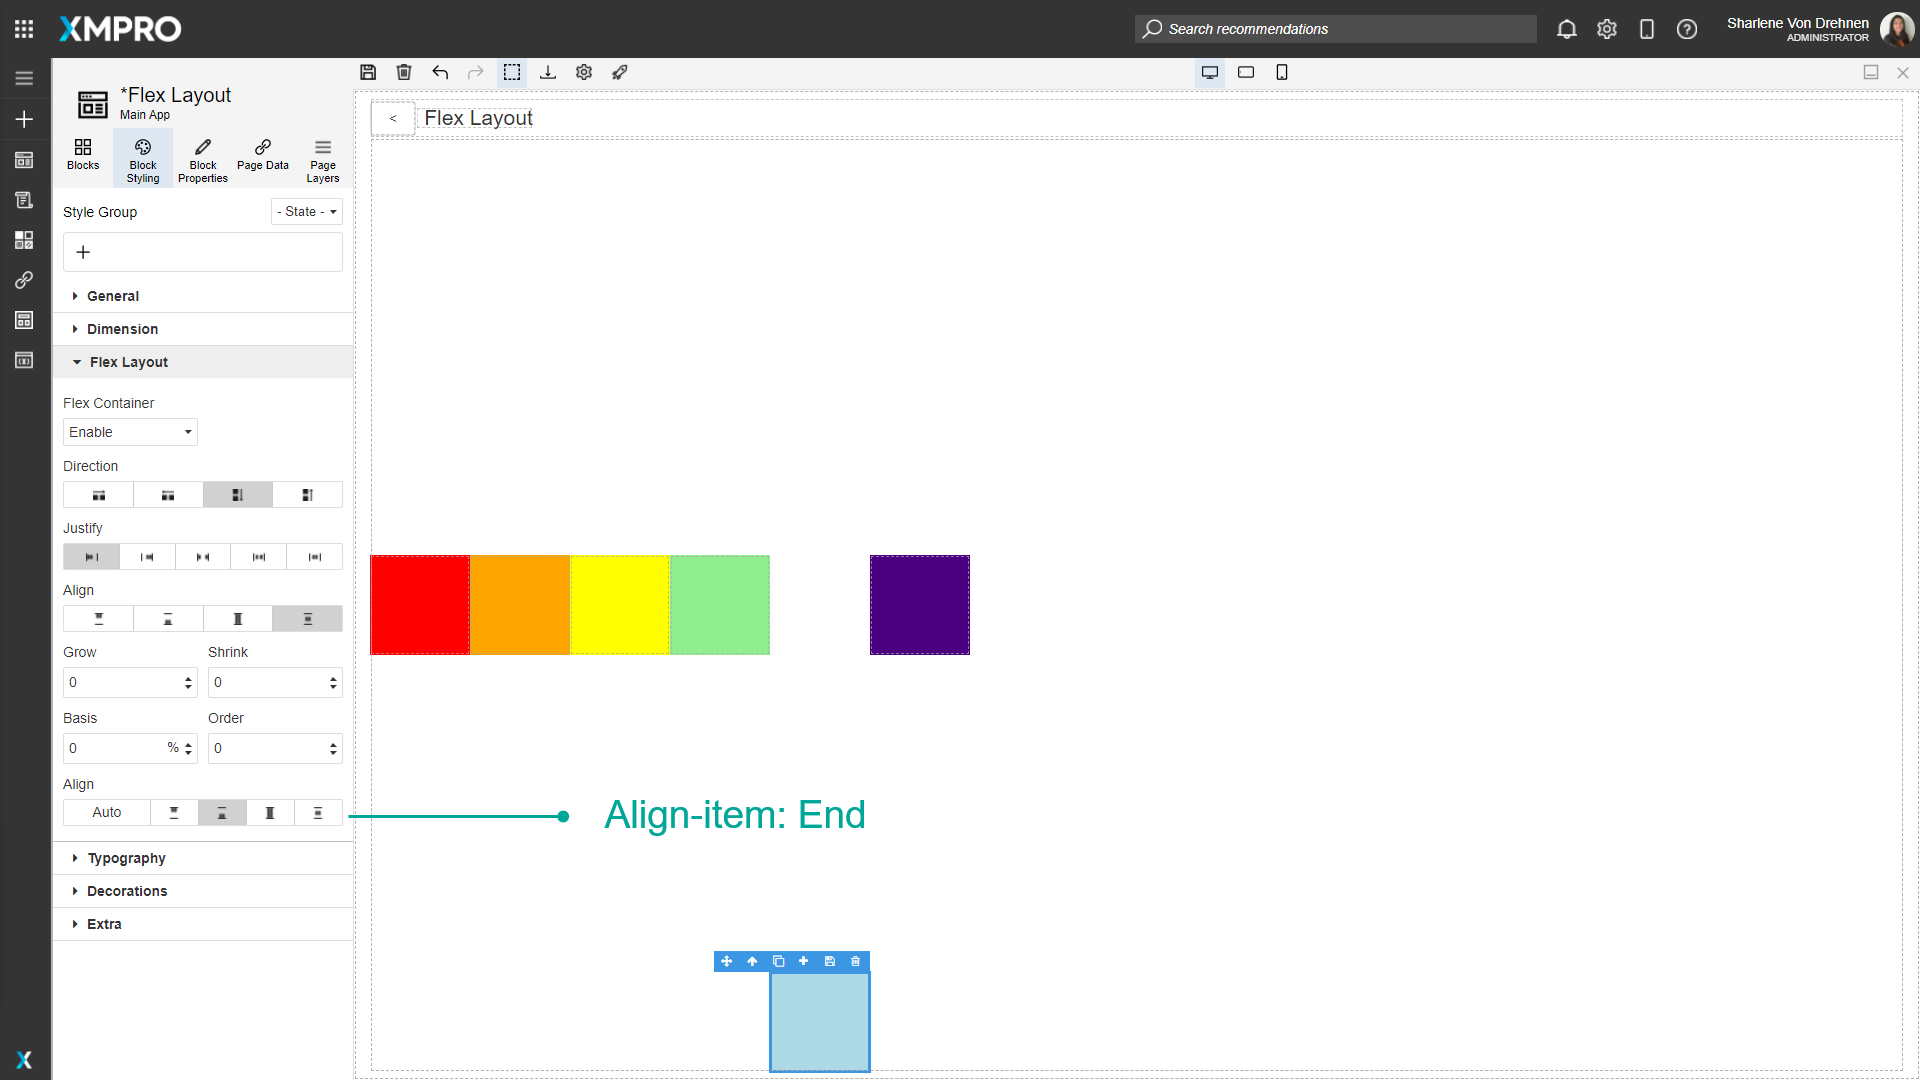 XMPRO
Search recommendations
Sharlene Von Drehnen
ADMINISTRATOR
*Flex Layout
Main App
Blocks
Block Styling
Block Properties
Page Data
Page Layers
< Flex Layout
Style Group
- State -
+
General
Dimension
Flex Layout
Flex Container
Enable
Direction
Justify
Align
Grow Shrink
0 0
Basis Order
0 % 0
Align
Auto
Align-item: End
Typography
Decorations
Extra